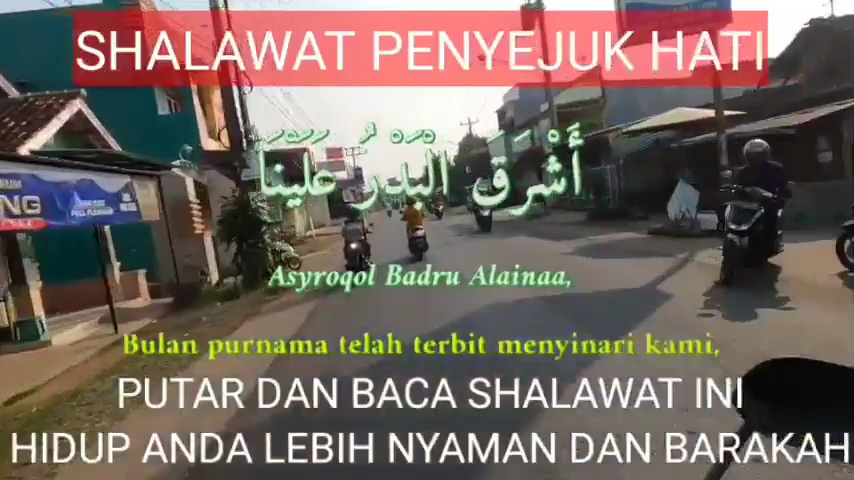 SHALAWAT PENYEJUK HATI
أَشْرَقَ الْبَدْرُ عَلَيْنَا
Asyroqol Badru Alainaa,
Bulan purnama telah terbit menyinari kami,
PUTAR DAN BACA SHALAWAT INI
HIDUP ANDA LEBIH NYAMAN DAN BARAKAH